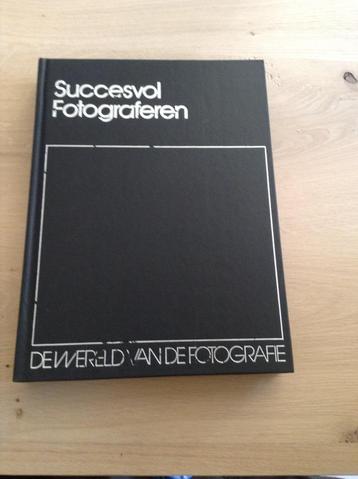 Succesvol
Fotograferen
DE WERELD VAN DE FOTOGRAFIE